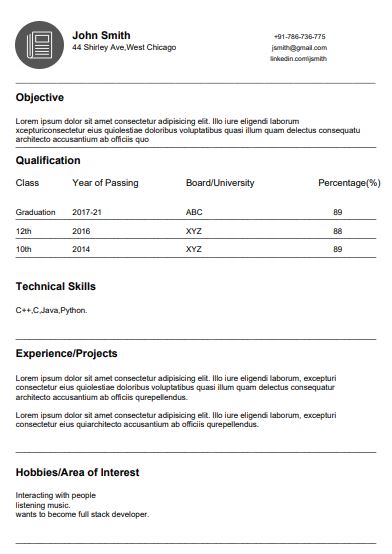 John Smith
44 Shirley Ave,West Chicago
+91-786-736-775
jsmith@gmail.com
linkedin.com\jsmith
Objective
Lorem ipsum dolor sit amet consectetur adipisicing elit. To iure eligendi laborum
xcepturiconsectetur eius quiolestiae doloribus voluptatibus quasi illum quam delectus consequatu
architecto accusantium ab officiis quo
Qualification
Class Year of Passing Board/University Percentage(%)
Graduation 2017-21 ABC 89
12th 2016 XYZ 88
10th 2014 XYZ 89
Technical Skills
C++,C,Java,Python.
Experience/Projects
Lorem ipsum dolor sit amet consectetur adipisicing elit. To iure eligendi laborum, excepturi
consectetur eius quiolestiae doloribus voluptatibus quasi illum quam delectus consequatur
architecto accusantium ab officiis qurepellendus.
Lorem ipsum dolor sit amet consectetur adipisicing elit. To iure eligendi laborum, excepturi
consectetur eius quiarchitecto accusantium ab officiis qurepellendus.
Hobbies/Area of Interest
Interacting with people
listening music.
wants to become full stack developer.